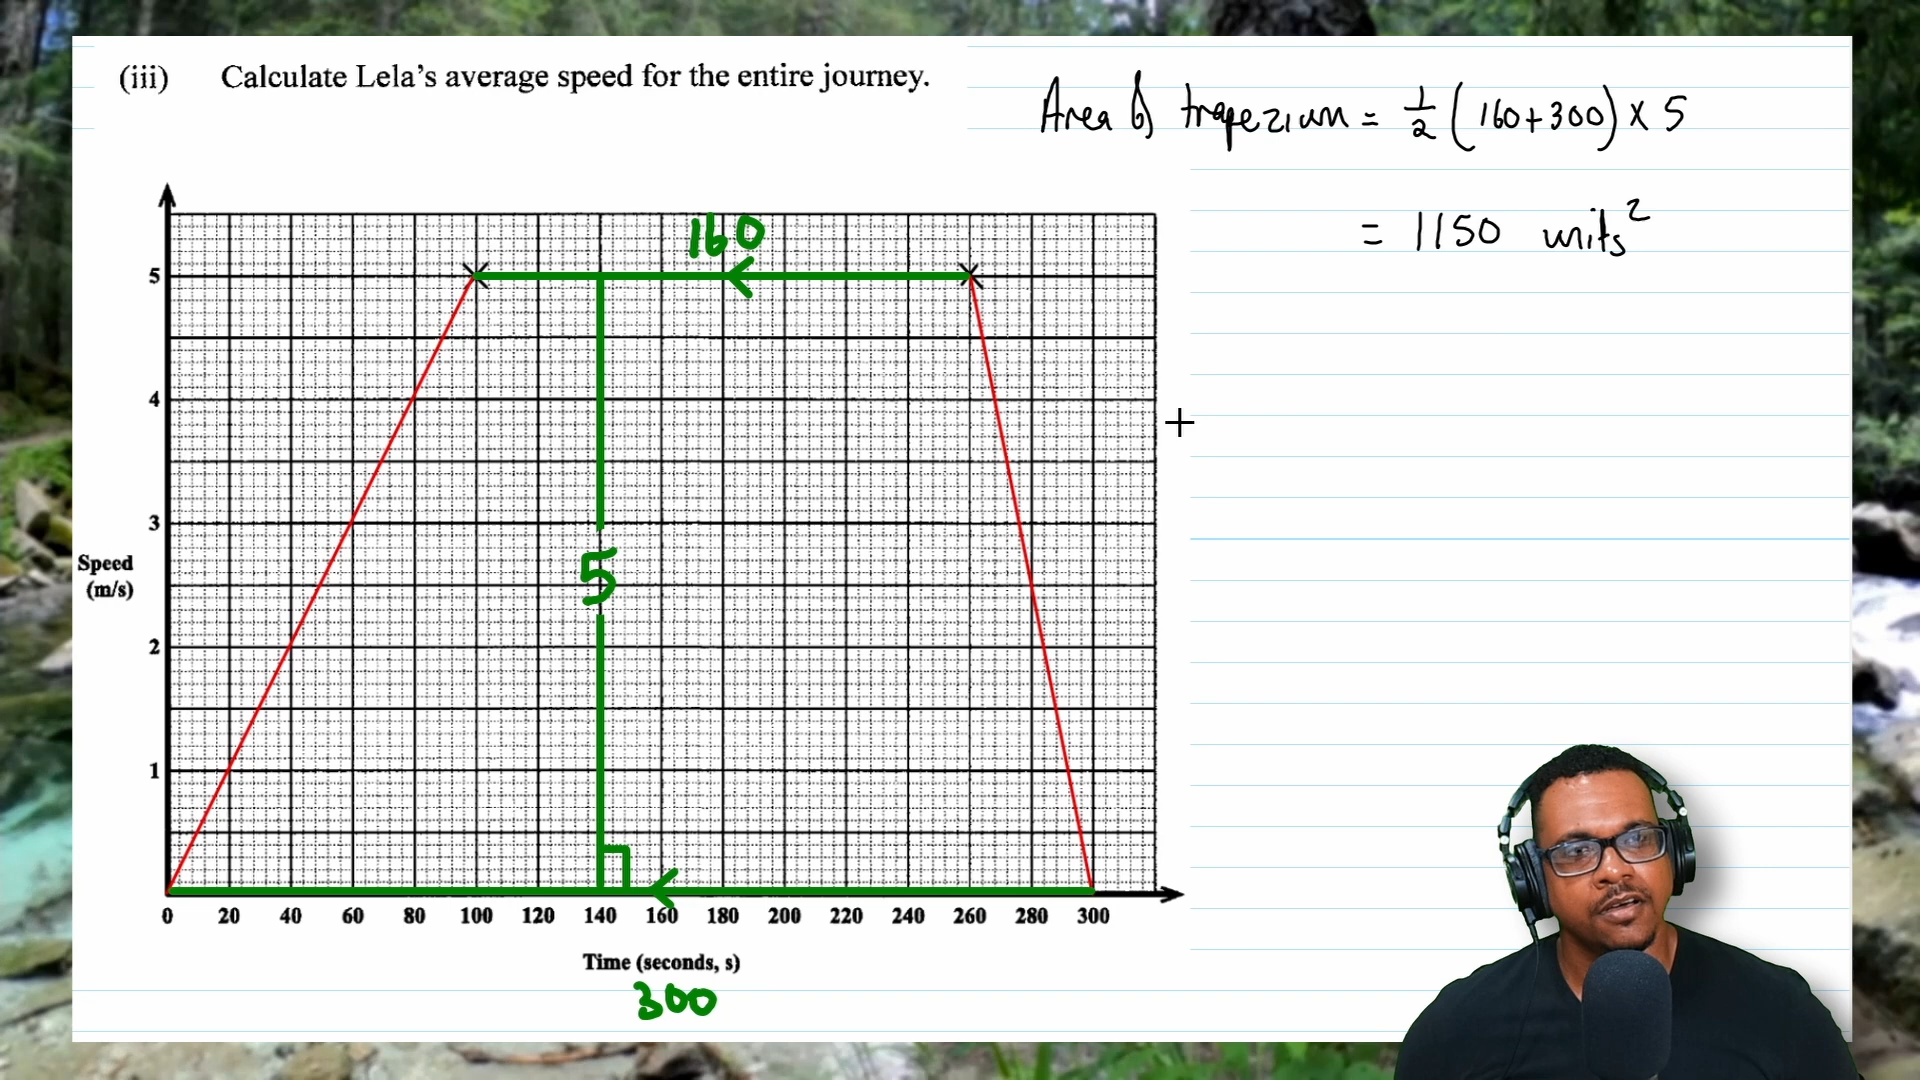 (iii) Calculate Lela's average speed for the entire journey.
Area of trapezium = 1/2 (160+300) × 5
= 1150 units²
160
5
4
3
5
Speed
(m/s)
2
1
0 20 40 60 80 100 120 140 160 180 200 220 240 260 280 300
Time (seconds, s)
300